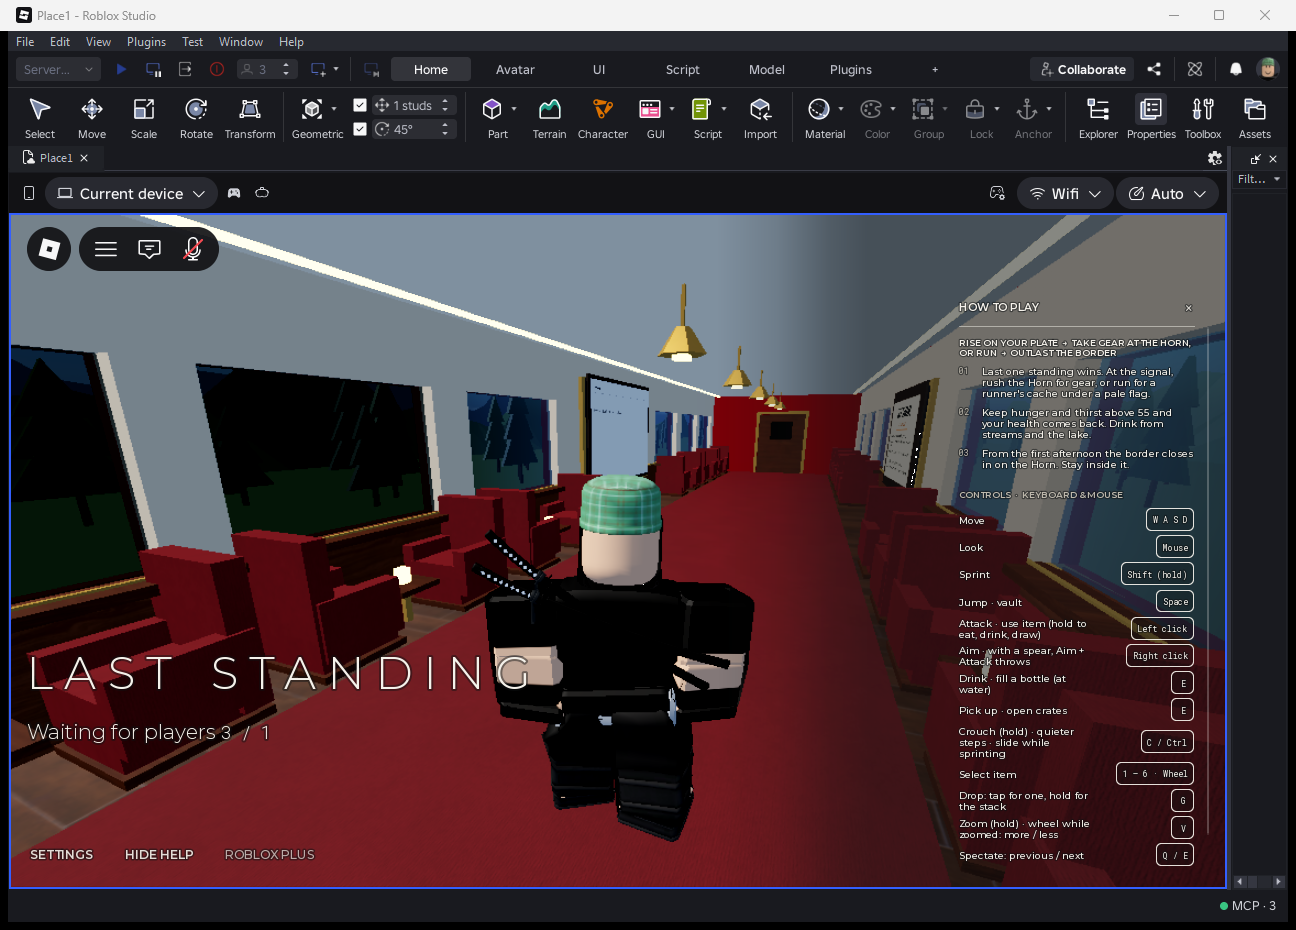 Place1 - Roblox Studio
File Edit View Plugins Test Window Help
Server... 3 Home Avatar UI Script Model Plugins + Collaborate
1 studs
45°
Select Move Scale Rotate Transform Geometric Part Terrain Character GUI Script Import Material Color Group Lock Anchor Explorer Properties Toolbox Assets
Place1
Filt...
Current device Wifi Auto
HOW TO PLAY
RISE ON YOUR PLATE → TAKE GEAR AT THE HORN,
OR RUN → OUTLAST THE BORDER
01 Last one standing wins. At the signal,
rush the Horn for gear, or run for a
runner's cache under a pale flag.
02 Keep hunger and thirst above 55 and
your health comes back. Drink from
streams and the lake.
03 From the first afternoon the border closes
in on the Horn. Stay inside it.
CONTROLS · KEYBOARD & MOUSE
Move W A S D
Look Mouse
Sprint Shift (hold)
Jump · vault Space
Attack · use item (hold to
eat, drink, draw) Left click
Aim · with a spear, Aim +
Attack throws Right click
Drink · fill a bottle (at
water) E
Pick up · open crates E
Crouch (hold) · quieter
steps · slide while
sprinting C / Ctrl
Select item 1 – 6 · Wheel
Drop: tap for one, hold for
the stack G
Zoom (hold) · wheel while
zoomed: more / less V
Spectate: previous / next Q / E
LAST STANDING
Waiting for players 3 / 1
SETTINGS HIDE HELP ROBLOX PLUS
MCP · 3